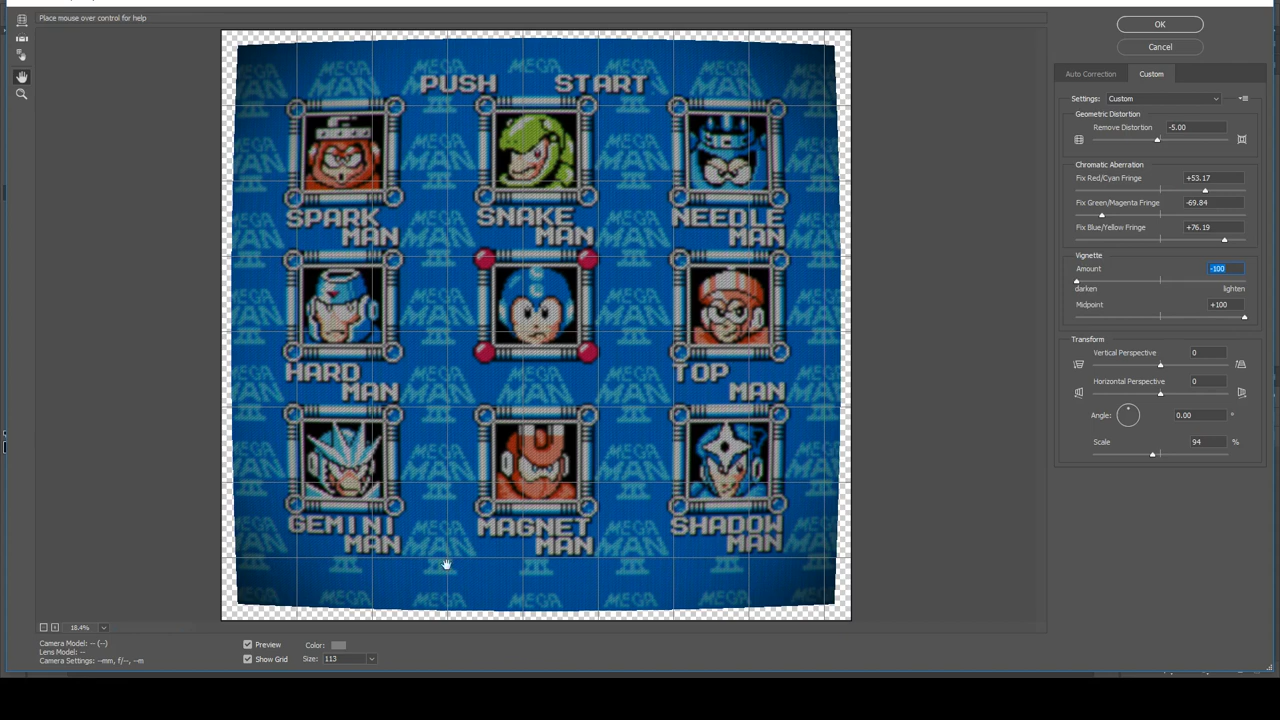 Place mouse over control for help
OK
Cancel
Auto Correction
Custom
Settings:
Custom
Geometric Distortion
Remove Distortion
-5.00
Chromatic Aberration
Fix Red/Cyan Fringe
+53.17
Fix Green/Magenta Fringe
-69.84
Fix Blue/Yellow Fringe
+76.19
Vignette
Amount
-100
darken
lighten
Midpoint
+100
Transform
Vertical Perspective
0
Horizontal Perspective
0
Angle:
0.00
°
Scale
94
%
PUSH START
SPARK MAN
SNAKE MAN
NEEDLE MAN
HARD MAN
TOP MAN
GEMINI MAN
MAGNET MAN
SHADOW MAN
MEGA
MAN
III
18.4%
Camera Model: -- (--)
Lens Model: --
Camera Settings: --mm, f/--, --m
Preview
Color:
Show Grid
Size:
113